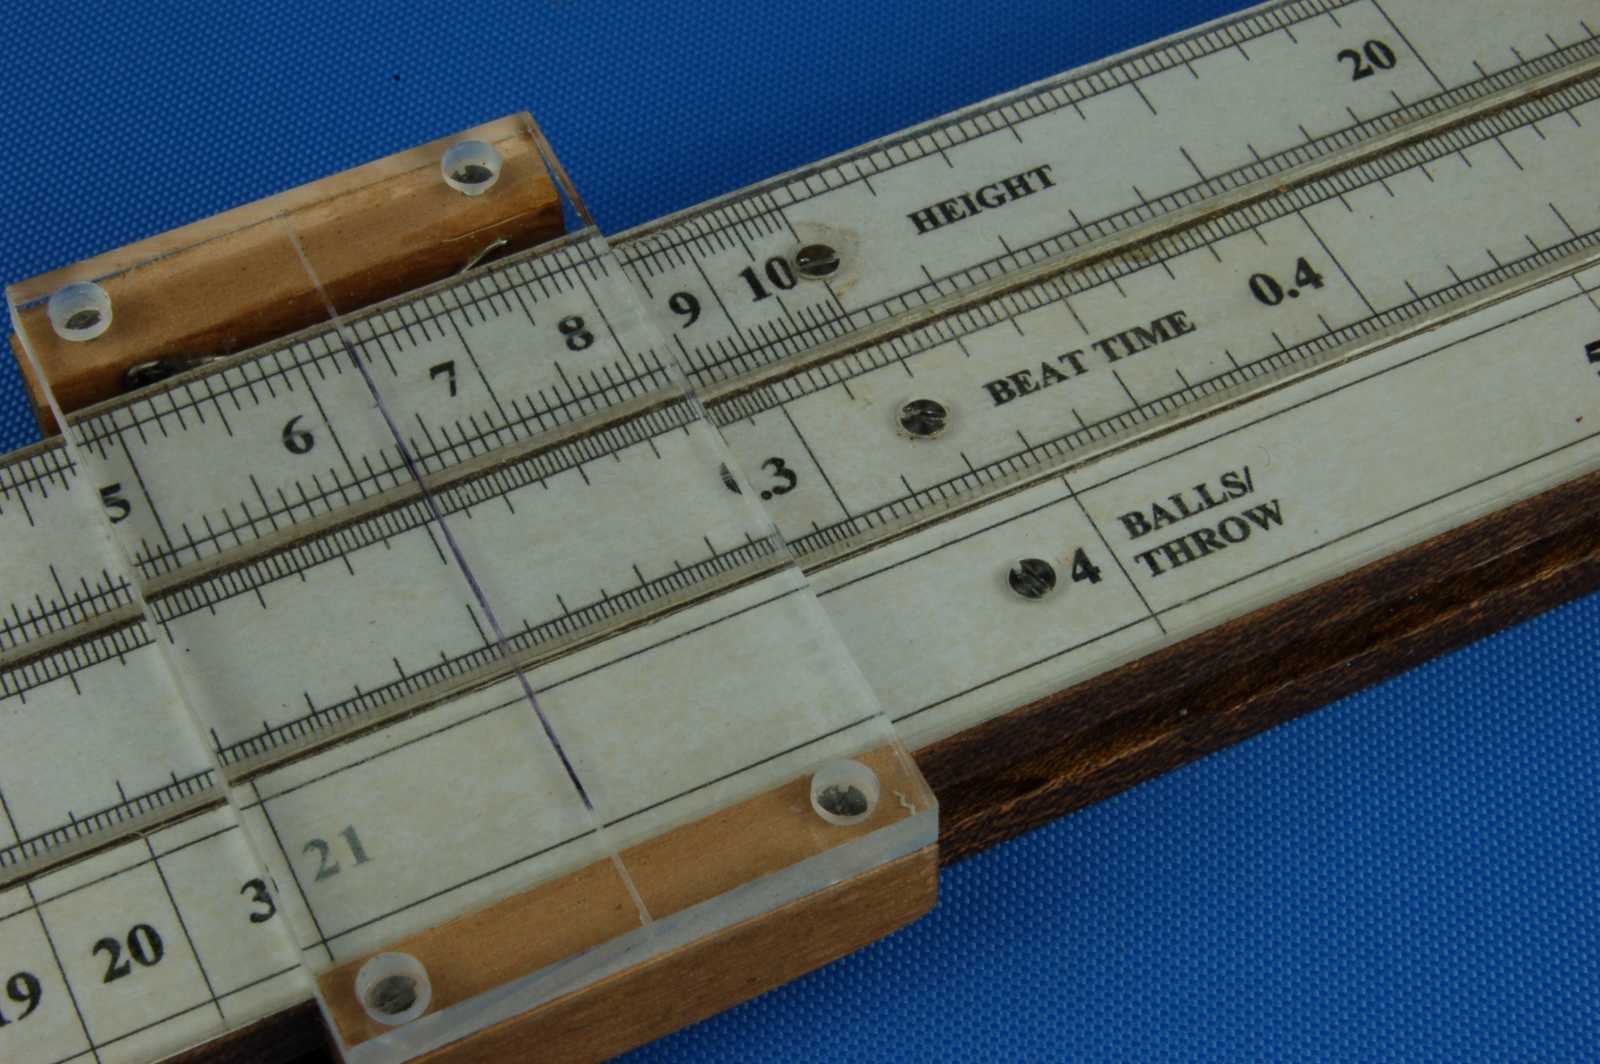 5 6 7 8 9 10 HEIGHT 20
.3 BEAT TIME 0.4
19 20 3 21 4 BALLS/
THROW